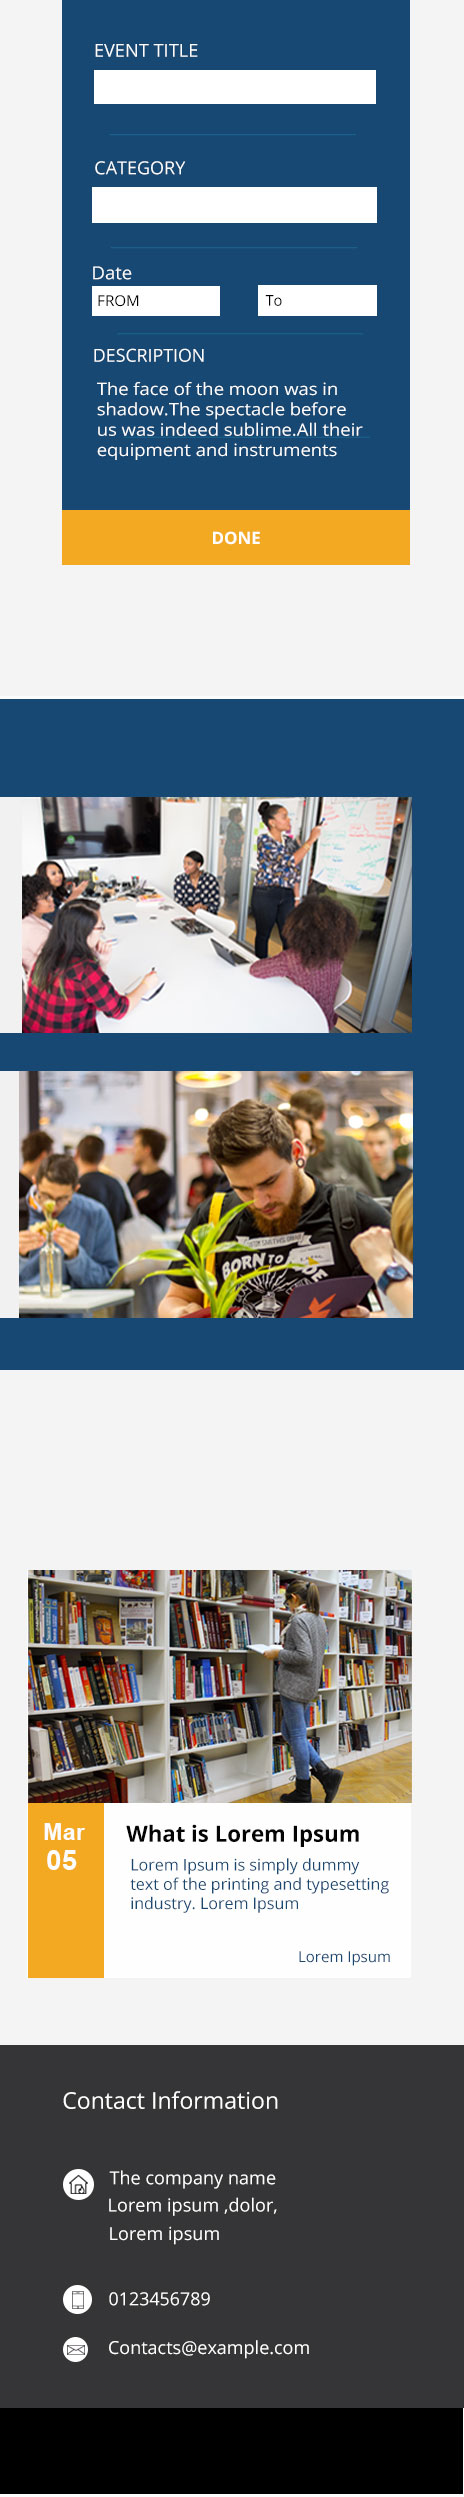 EVENT TITLE
CATEGORY
Date
FROM
To
DESCRIPTION
The face of the moon was in
shadow.The spectacle before
us was indeed sublime.All their
equipment and instruments
DONE
BORN TO
Mar
05
What is Lorem Ipsum
Lorem Ipsum is simply dummy
text of the printing and typesetting
industry. Lorem Ipsum
Lorem Ipsum
Contact Information
The company name
Lorem ipsum ,dolor,
Lorem ipsum
0123456789
Contacts@example.com